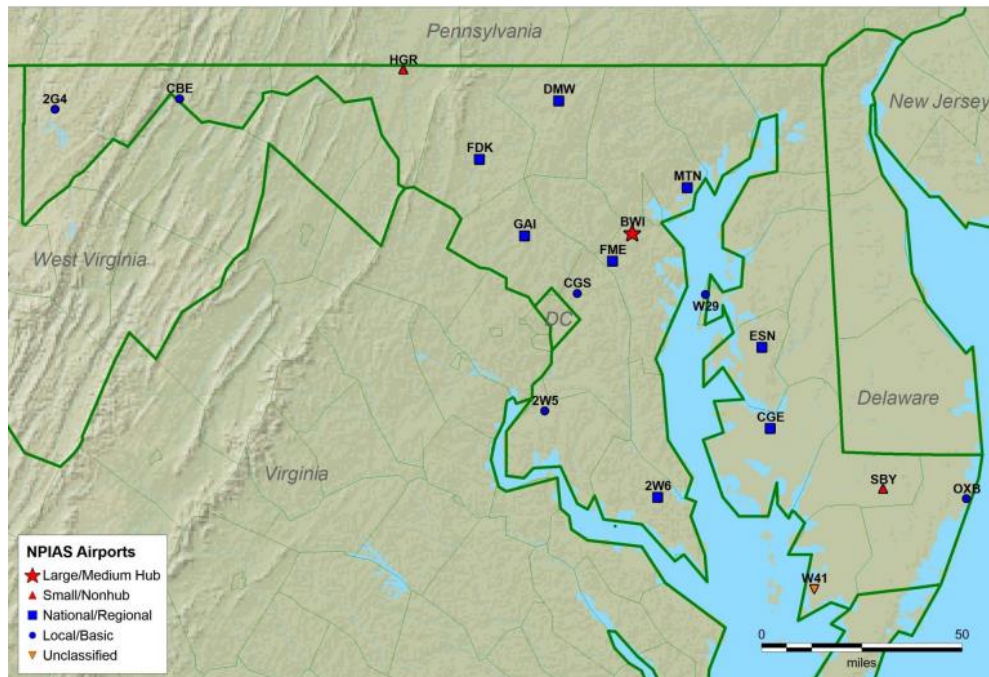 Pennsylvania
HGR
2G4
CBE
DMW
New Jersey
FDK
MTN
GAI
BWI
West Virginia
FME
CGS
W29
DC
ESN
2W5
Delaware
CGE
Virginia
2W6
SBY
OXB
W41
NPIAS Airports
Large/Medium Hub
Small/Nonhub
National/Regional
Local/Basic
Unclassified
0 50
miles